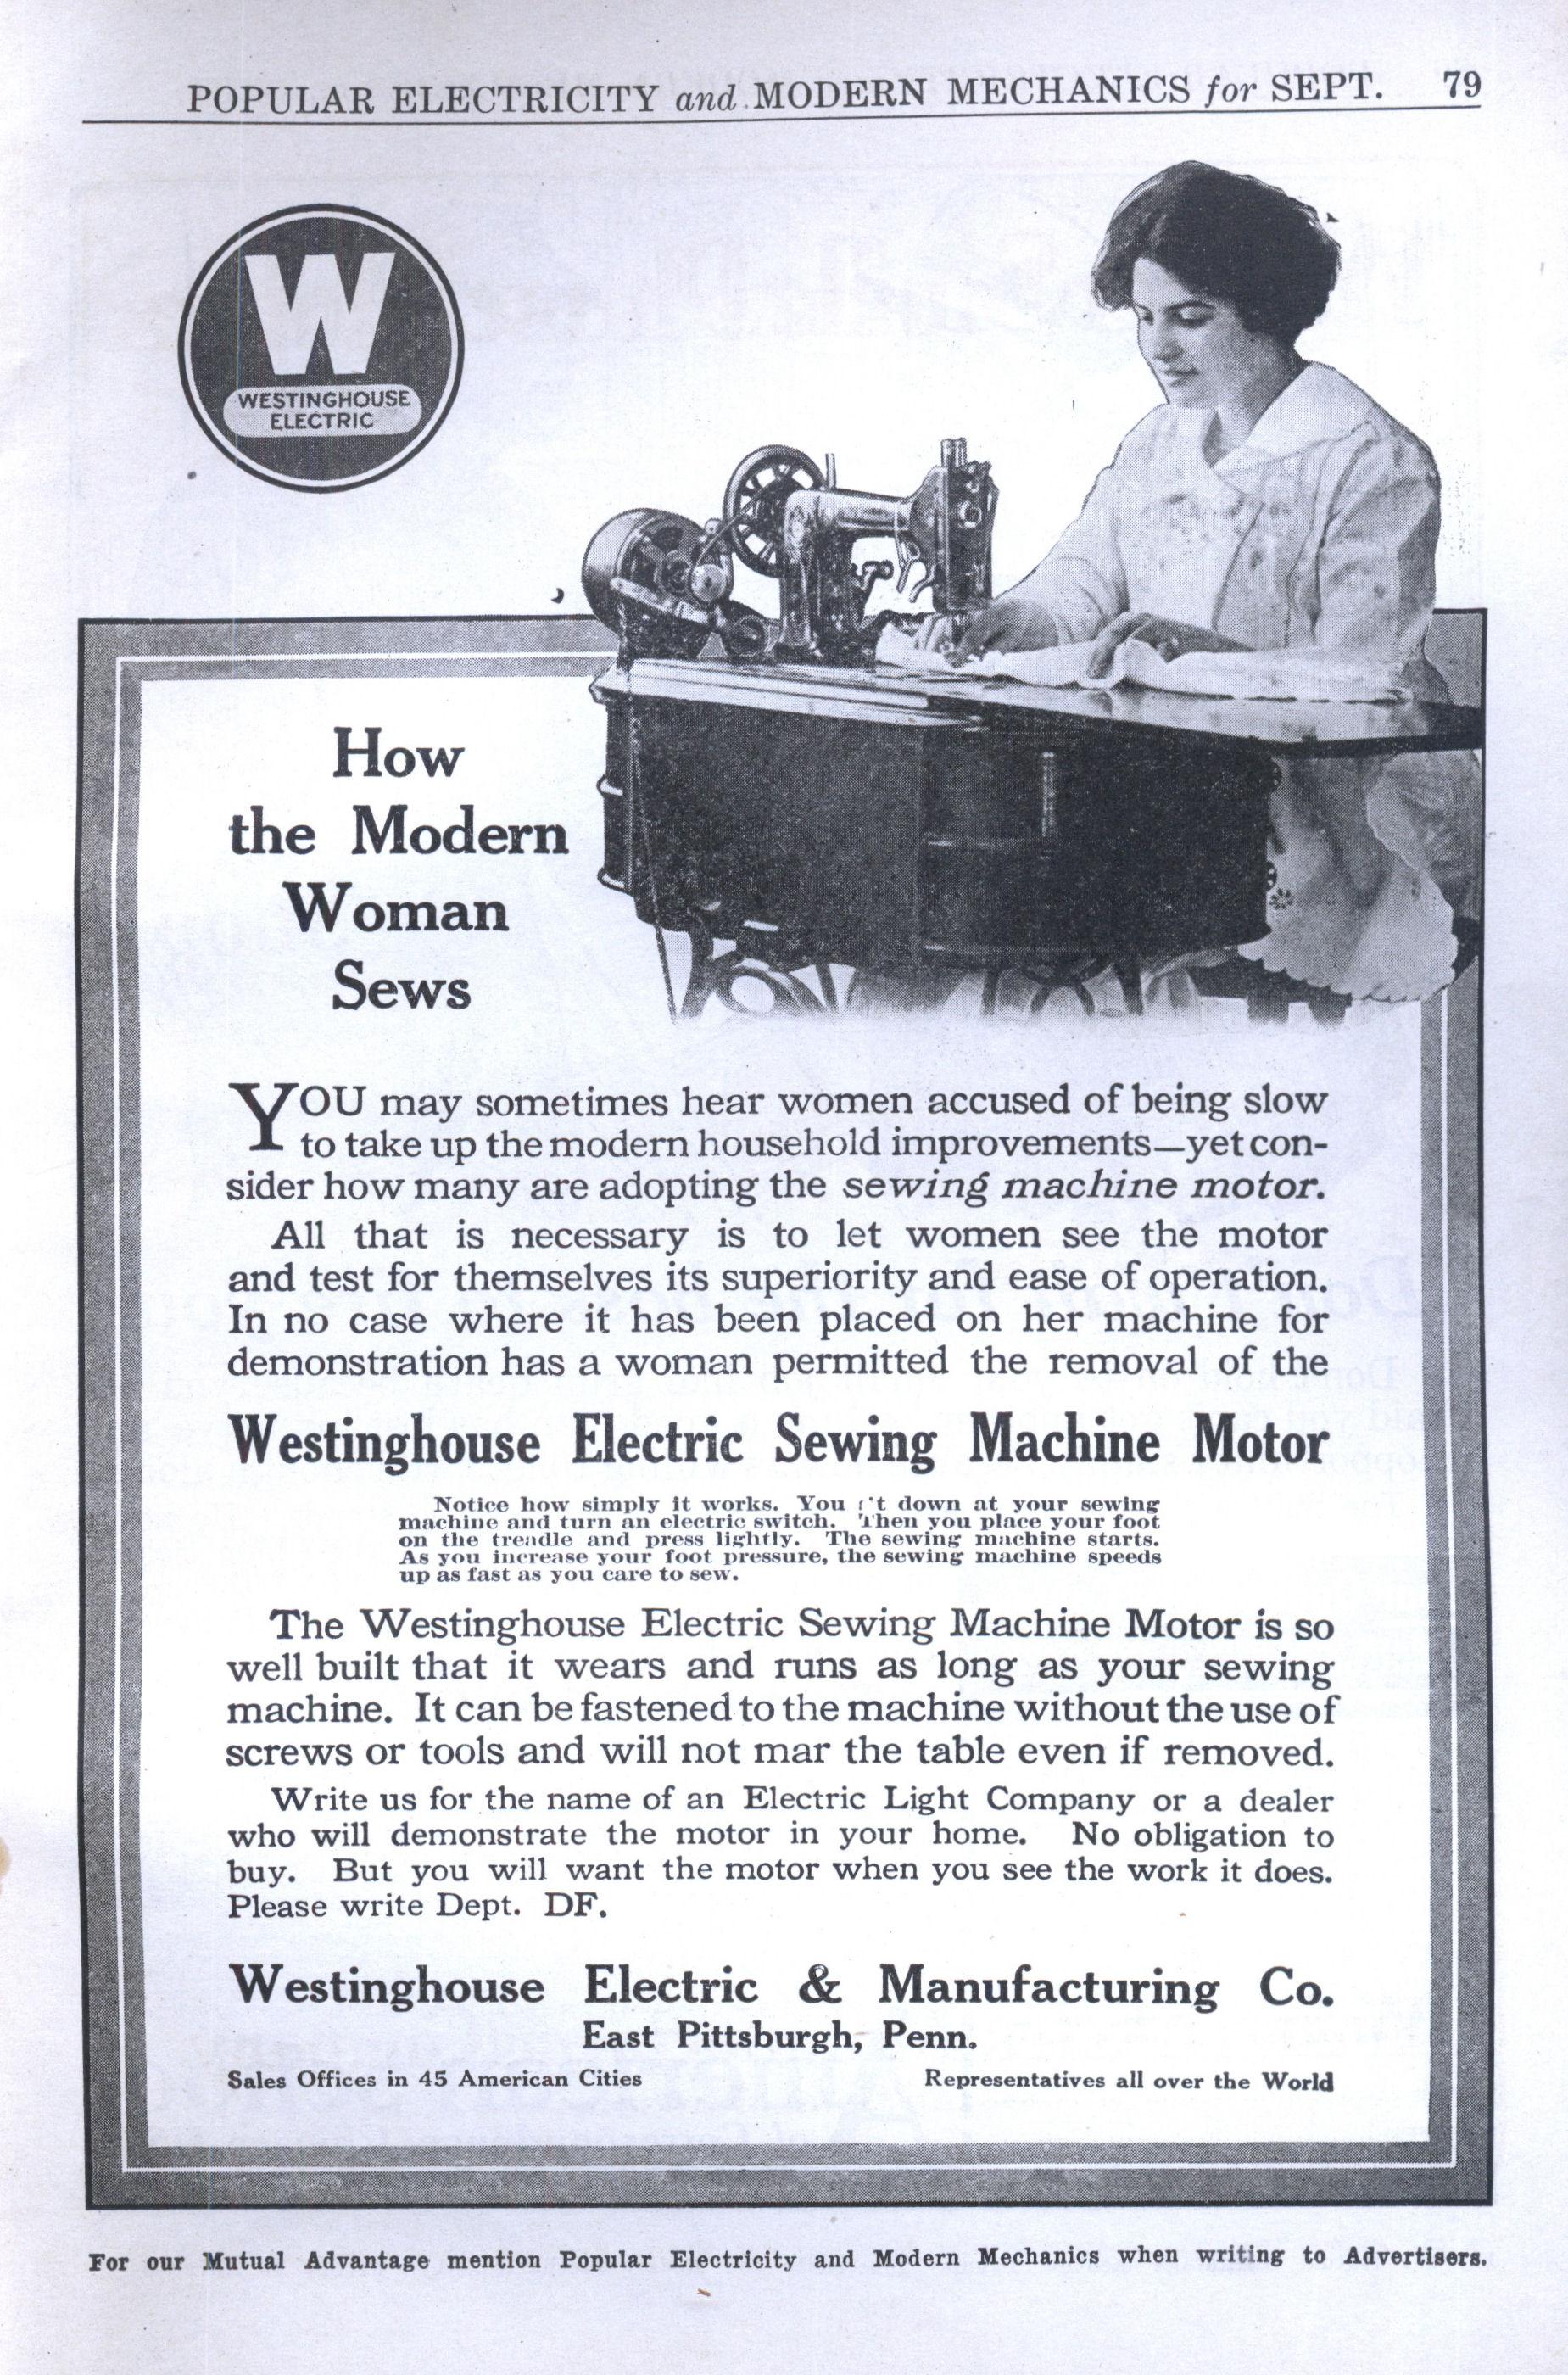 POPULAR ELECTRICITY and MODERN MECHANICS for SEPT. 79
W
WESTINGHOUSE
ELECTRIC
How
the Modern
Woman
Sews
YOU may sometimes hear women accused of being slow
to take up the modern household improvements—yet con-
sider how many are adopting the sewing machine motor.
All that is necessary is to let women see the motor
and test for themselves its superiority and ease of operation.
In no case where it has been placed on her machine for
demonstration has a woman permitted the removal of the
Westinghouse Electric Sewing Machine Motor
Notice how simply it works. You down at your sewing
machine and turn an electric switch. Then you place your foot
on the treadle and press lightly. The sewing machine starts.
As you increase your foot pressure, the sewing machine speeds
up as fast as you care to sew.
The Westinghouse Electric Sewing Machine Motor is so
well built that it wears and runs as long as your sewing
machine. It can be fastened to the machine without the use of
screws or tools and will not mar the table even if removed.
Write us for the name of an Electric Light Company or a dealer
who will demonstrate the motor in your home. No obligation to
buy. But you will want the motor when you see the work it does.
Please write Dept. DF.
Westinghouse Electric & Manufacturing Co.
East Pittsburgh, Penn.
Sales Offices in 45 American Cities Representatives all over the World
For our Mutual Advantage mention Popular Electricity and Modern Mechanics when writing to Advertisers.